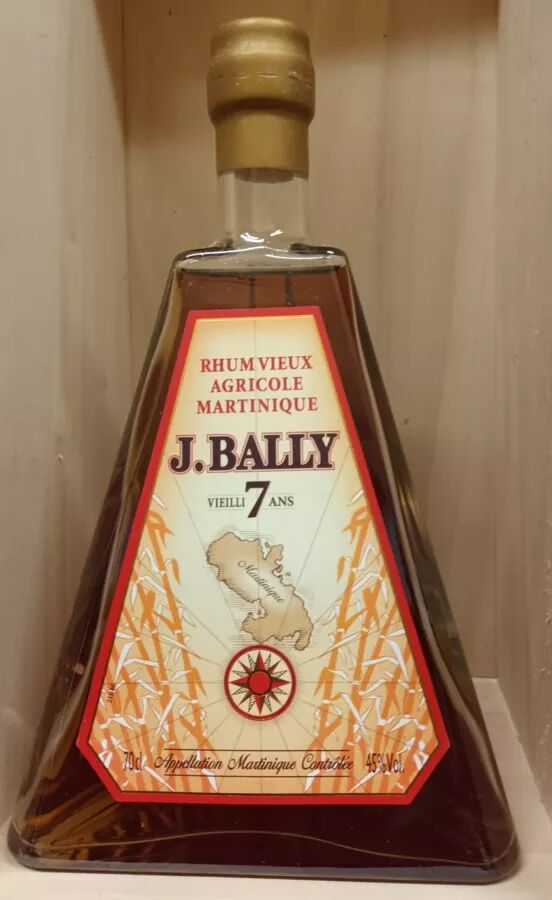 RHUM VIEUX
AGRICOLE
MARTINIQUE
J.BALLY
VIEILLI 7 ANS
Martinique
70cl Appellation Martinique Contrôlée 45%Vol.